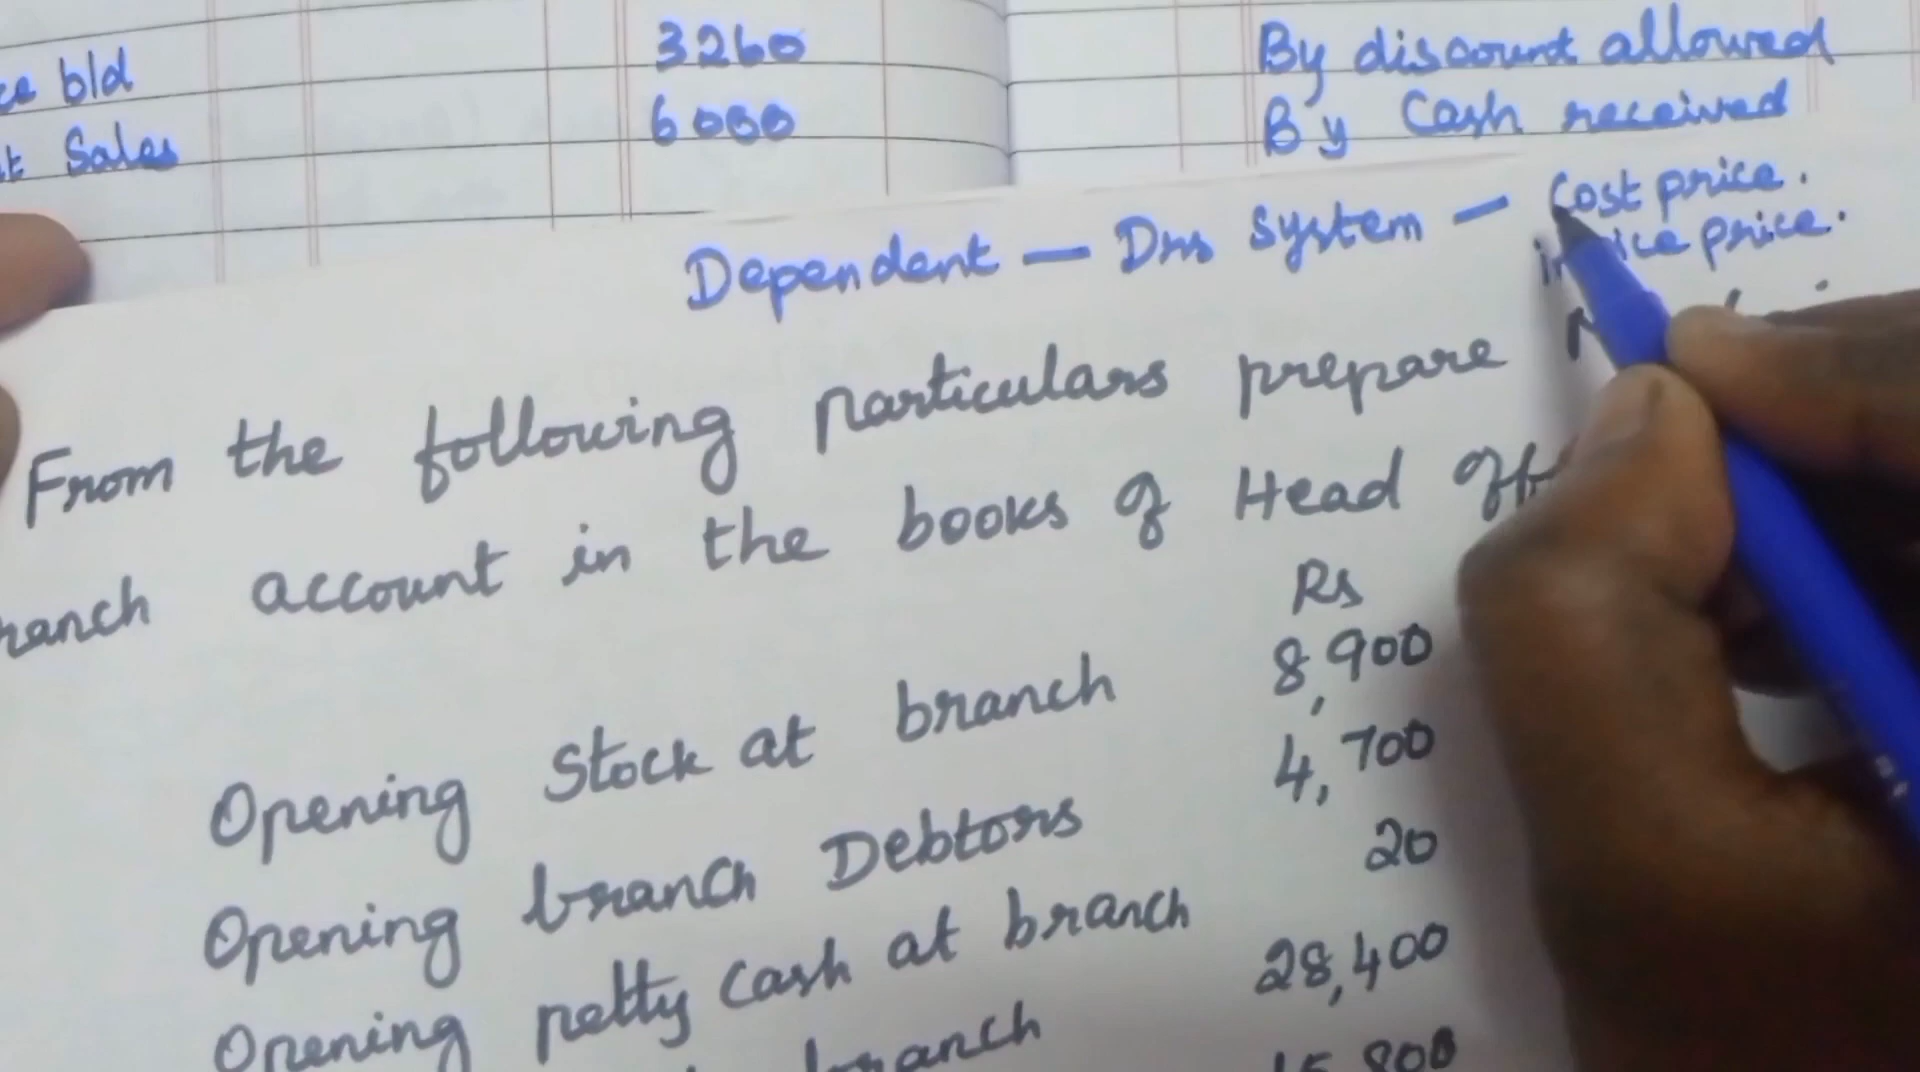 b/d 3260 By discount allowed
Sales 6000 By Cash received
Dependent — Drs System — Cost price.
price.
From the following particulars prepare
account in the books of Head
Rs
Opening Stock at branch 8,900
Opening branch Debtors 4,700
Opening petty Cash at branch 20
branch 28,400